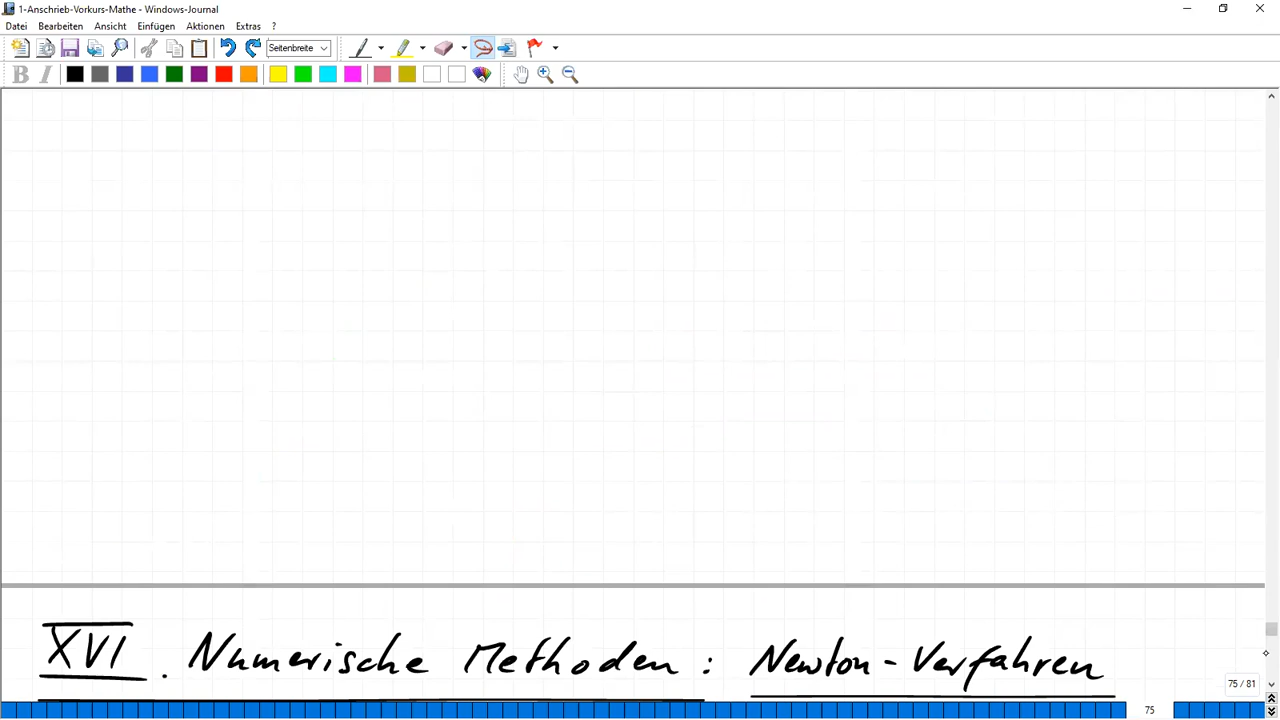 1-Anschrieb-Vorkurs-Mathe - Windows-Journal
Datei Bearbeiten Ansicht Einfügen Aktionen Extras ?
Seitenbreite
B I
XVI. Numerische Methoden: Newton-Verfahren
75 / 81
75